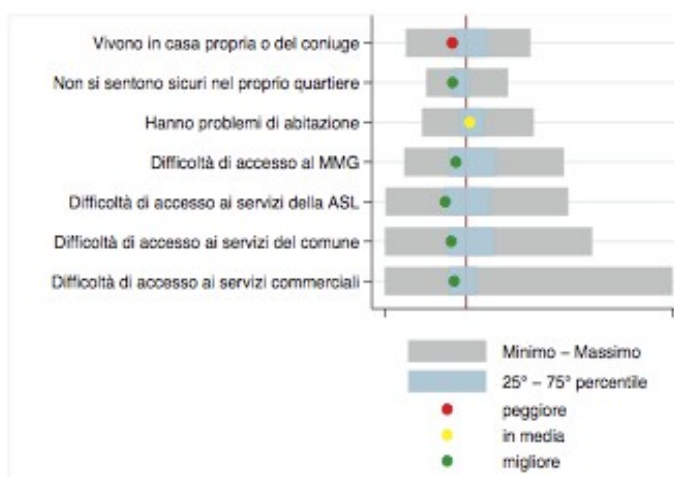 Vivono in casa propria o del coniuge
Non si sentono sicuri nel proprio quartiere
Hanno problemi di abitazione
Difficoltà di accesso al MMG
Difficoltà di accesso ai servizi della ASL
Difficoltà di accesso ai servizi del comune
Difficoltà di accesso ai servizi commerciali
Minimo – Massimo
25° – 75° percentile
peggiore
in media
migliore